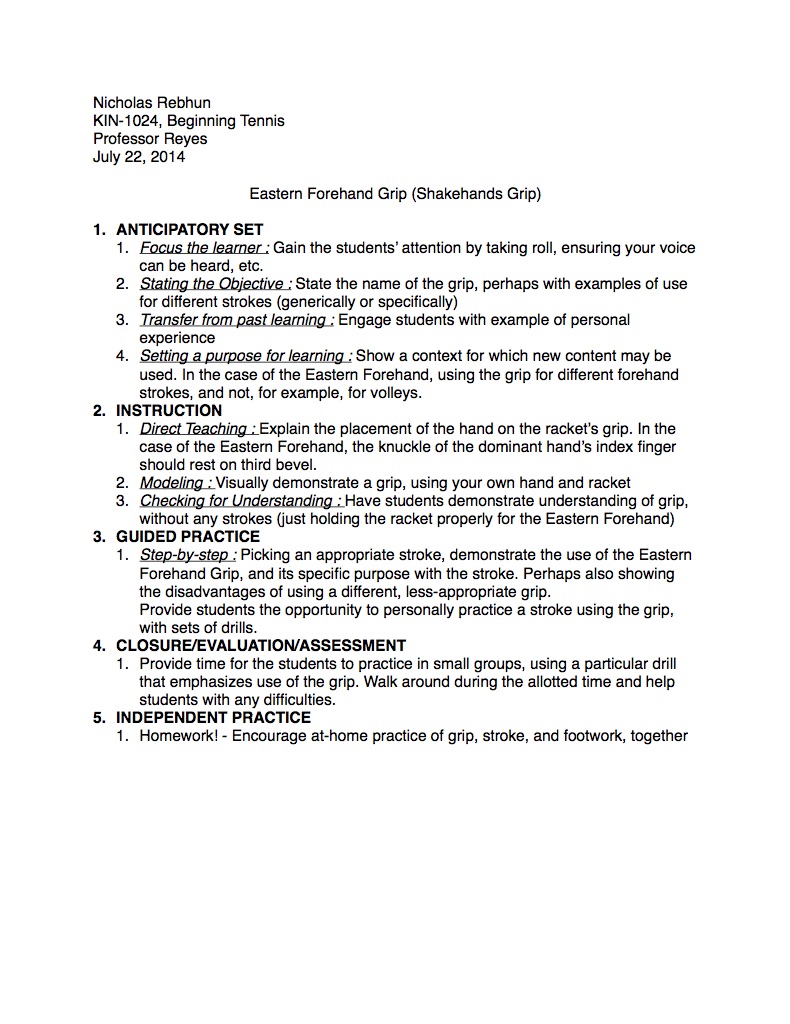 Nicholas Rebhun
KIN-1024, Beginning Tennis
Professor Reyes
July 22, 2014
Eastern Forehand Grip (Shakehands Grip)
1. ANTICIPATORY SET
1. Focus the learner : Gain the students' attention by taking roll, ensuring your voice
can be heard, etc.
2. Stating the Objective : State the name of the grip, perhaps with examples of use
for different strokes (generically or specifically)
3. Transfer from past learning : Engage students with example of personal
experience
4. Setting a purpose for learning : Show a context for which new content may be
used. In the case of the Eastern Forehand, using the grip for different forehand
strokes, and not, for example, for volleys.
2. INSTRUCTION
1. Direct Teaching : Explain the placement of the hand on the racket's grip. In the
case of the Eastern Forehand, the knuckle of the dominant hand's index finger
should rest on third bevel.
2. Modeling : Visually demonstrate a grip, using your own hand and racket
3. Checking for Understanding : Have students demonstrate understanding of grip,
without any strokes (just holding the racket properly for the Eastern Forehand)
3. GUIDED PRACTICE
1. Step-by-step : Picking an appropriate stroke, demonstrate the use of the Eastern
Forehand Grip, and its specific purpose with the stroke. Perhaps also showing
the disadvantages of using a different, less-appropriate grip.
Provide students the opportunity to personally practice a stroke using the grip,
with sets of drills.
4. CLOSURE/EVALUATION/ASSESSMENT
1. Provide time for the students to practice in small groups, using a particular drill
that emphasizes use of the grip. Walk around during the allotted time and help
students with any difficulties.
5. INDEPENDENT PRACTICE
1. Homework! - Encourage at-home practice of grip, stroke, and footwork, together